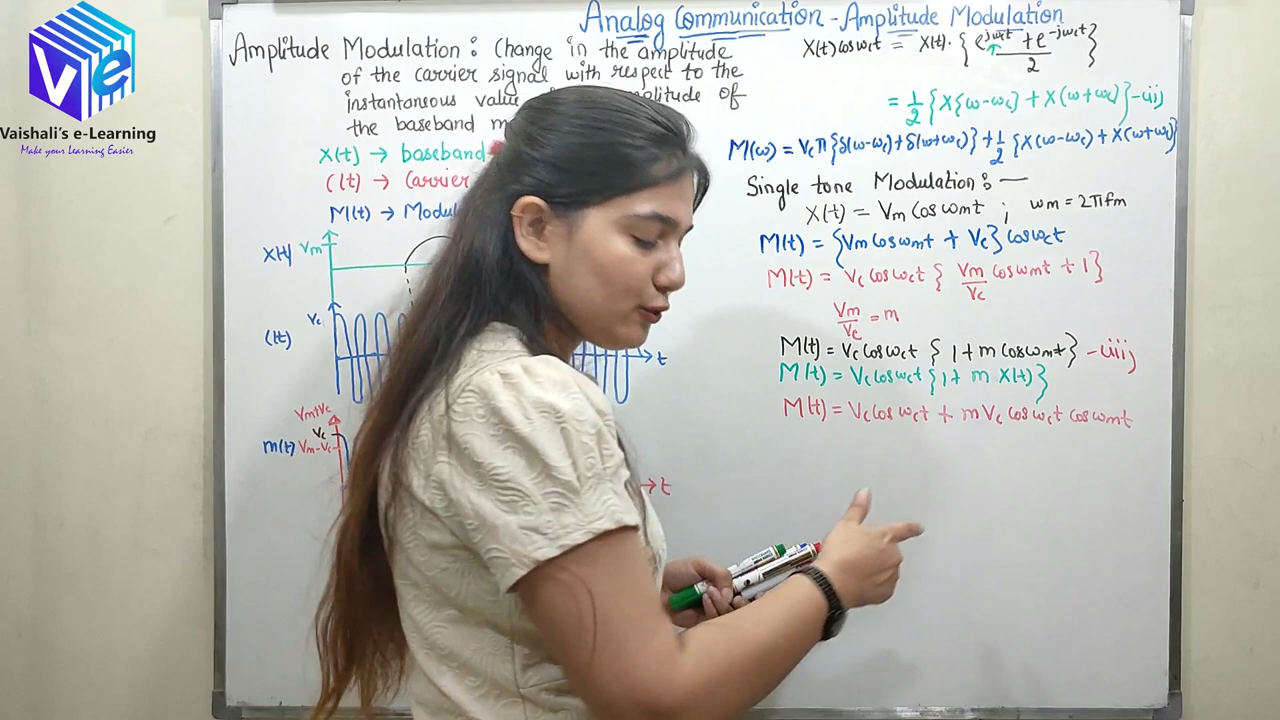 Analog Communication - Amplitude Modulation
Ve
Vaishali's e-Learning
Make your Learning Easier
Amplitude Modulation : Change in the amplitude
of the carrier signal with respect to the
instantaneous value amplitude of
the baseband
X(t) → baseband
C(t) → Carrier
M(t) → Modul
X(t) Vm
C(t) Vc t
Vm+Vc
Vc
m(t) Vm-Vc
t
X(t) cos ωct = X(t) · { e^jωct + e^-jωct / 2 }
= 1/2 { X(ω-ωc) + X(ω+ωc) } - (ii)
M(ω) = Vc π { δ(ω-ωc) + δ(ω+ωc) } + 1/2 { X(ω-ωc) + X(ω+ωc) }
Single tone Modulation : —
X(t) = Vm Cos ωmt ; ωm = 2πfm
M(t) = { Vm cos ωmt + Vc } cos ωct
M(t) = Vc cos ωct { Vm/Vc cos ωmt + 1 }
Vm/Vc = m
M(t) = Vc cos ωct { 1 + m cos ωmt } - (iii)
M(t) = Vc cos ωct { 1 + m X(t) }
M(t) = Vc cos ωct + m Vc cos ωct cos ωmt